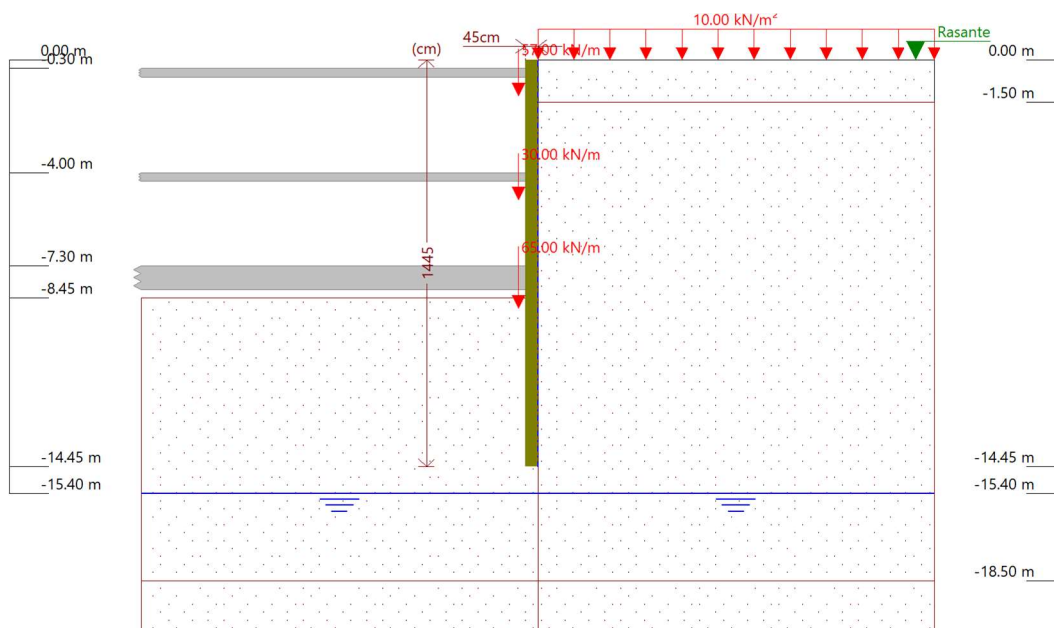 10.00 kN/m²
Rasante
45cm
(cm)
57.00 kN/m
0.00 m
0.30 m
0.00 m
-1.50 m
30.00 kN/m
-4.00 m
65.00 kN/m
1445
-7.30 m
-8.45 m
-14.45 m
-14.45 m
-15.40 m
-15.40 m
-18.50 m